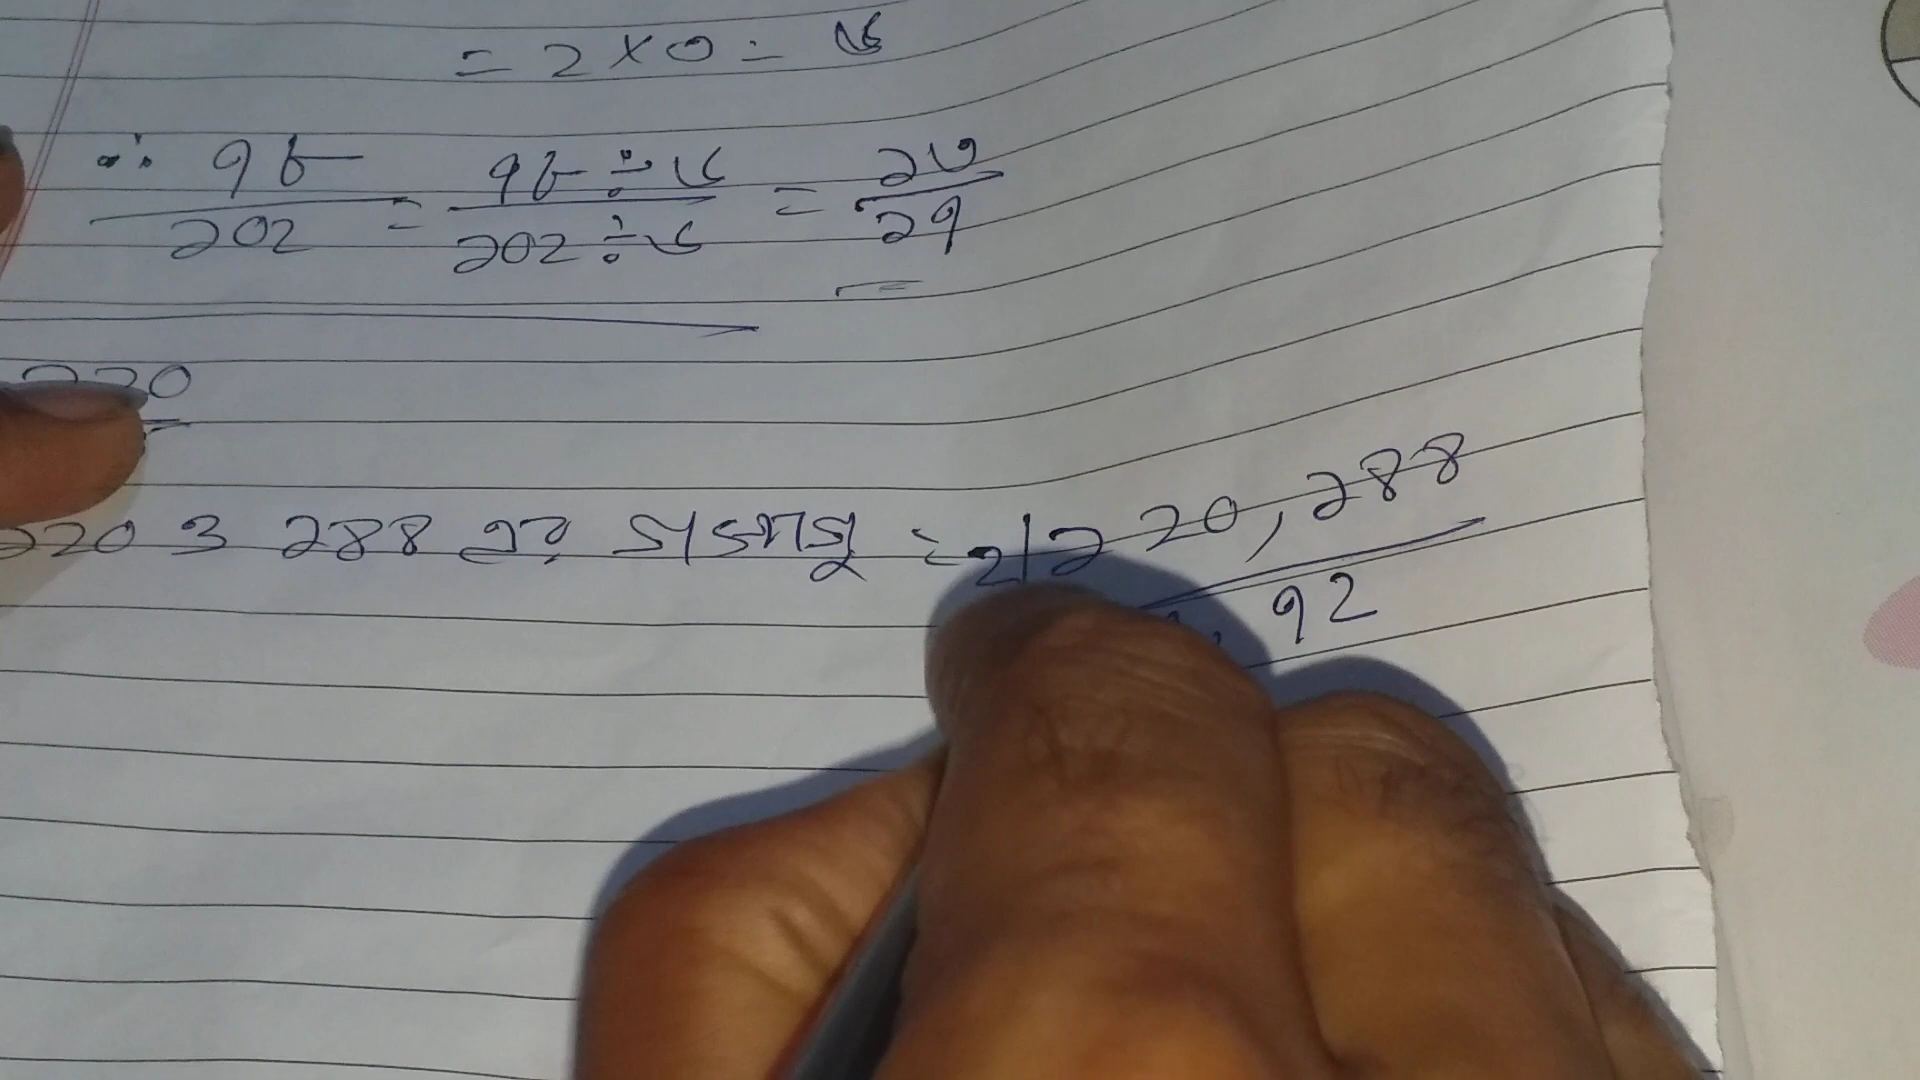 = ২ × ৩ = ৬
∴ ৭৮/১০২ = ৭৮ ÷ ৬/১০২ ÷ ৬ = ১৩/১৭
১২০
১২০ ও ১৪৪ এর গসাগু = ২|১২০, ১৪৪
৭২